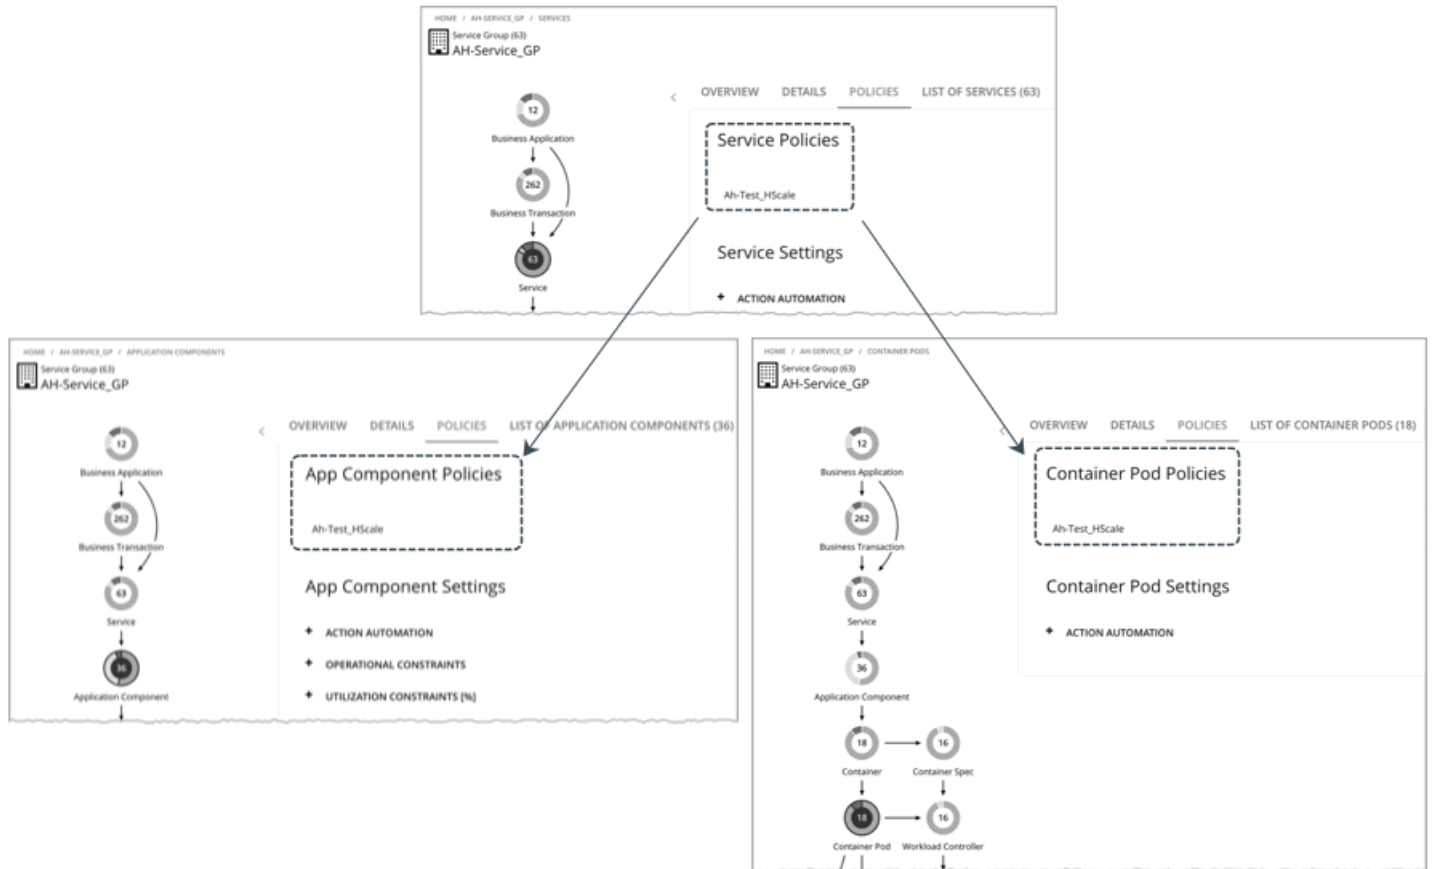 HOME / AH-SERVICE_GP / SERVICES
Service Group (63)
AH-Service_GP
OVERVIEW DETAILS POLICIES LIST OF SERVICES (63)
12
Business Application
262
Business Transaction
63
Service
Service Policies
Ah-Test_HScale
Service Settings
+ ACTION AUTOMATION
HOME / AH-SERVICE_GP / APPLICATION COMPONENTS
Service Group (63)
AH-Service_GP
OVERVIEW DETAILS POLICIES LIST OF APPLICATION COMPONENTS (36)
12
Business Application
262
Business Transaction
63
Service
36
Application Component
App Component Policies
Ah-Test_HScale
App Component Settings
+ ACTION AUTOMATION
+ OPERATIONAL CONSTRAINTS
+ UTILIZATION CONSTRAINTS [%]
HOME / AH-SERVICE_GP / CONTAINER PODS
Service Group (63)
AH-Service_GP
OVERVIEW DETAILS POLICIES LIST OF CONTAINER PODS (18)
12
Business Application
262
Business Transaction
63
Service
36
Application Component
18 16
Container Container Spec
18 16
Container Pod Workload Controller
Container Pod Policies
Ah-Test_HScale
Container Pod Settings
+ ACTION AUTOMATION